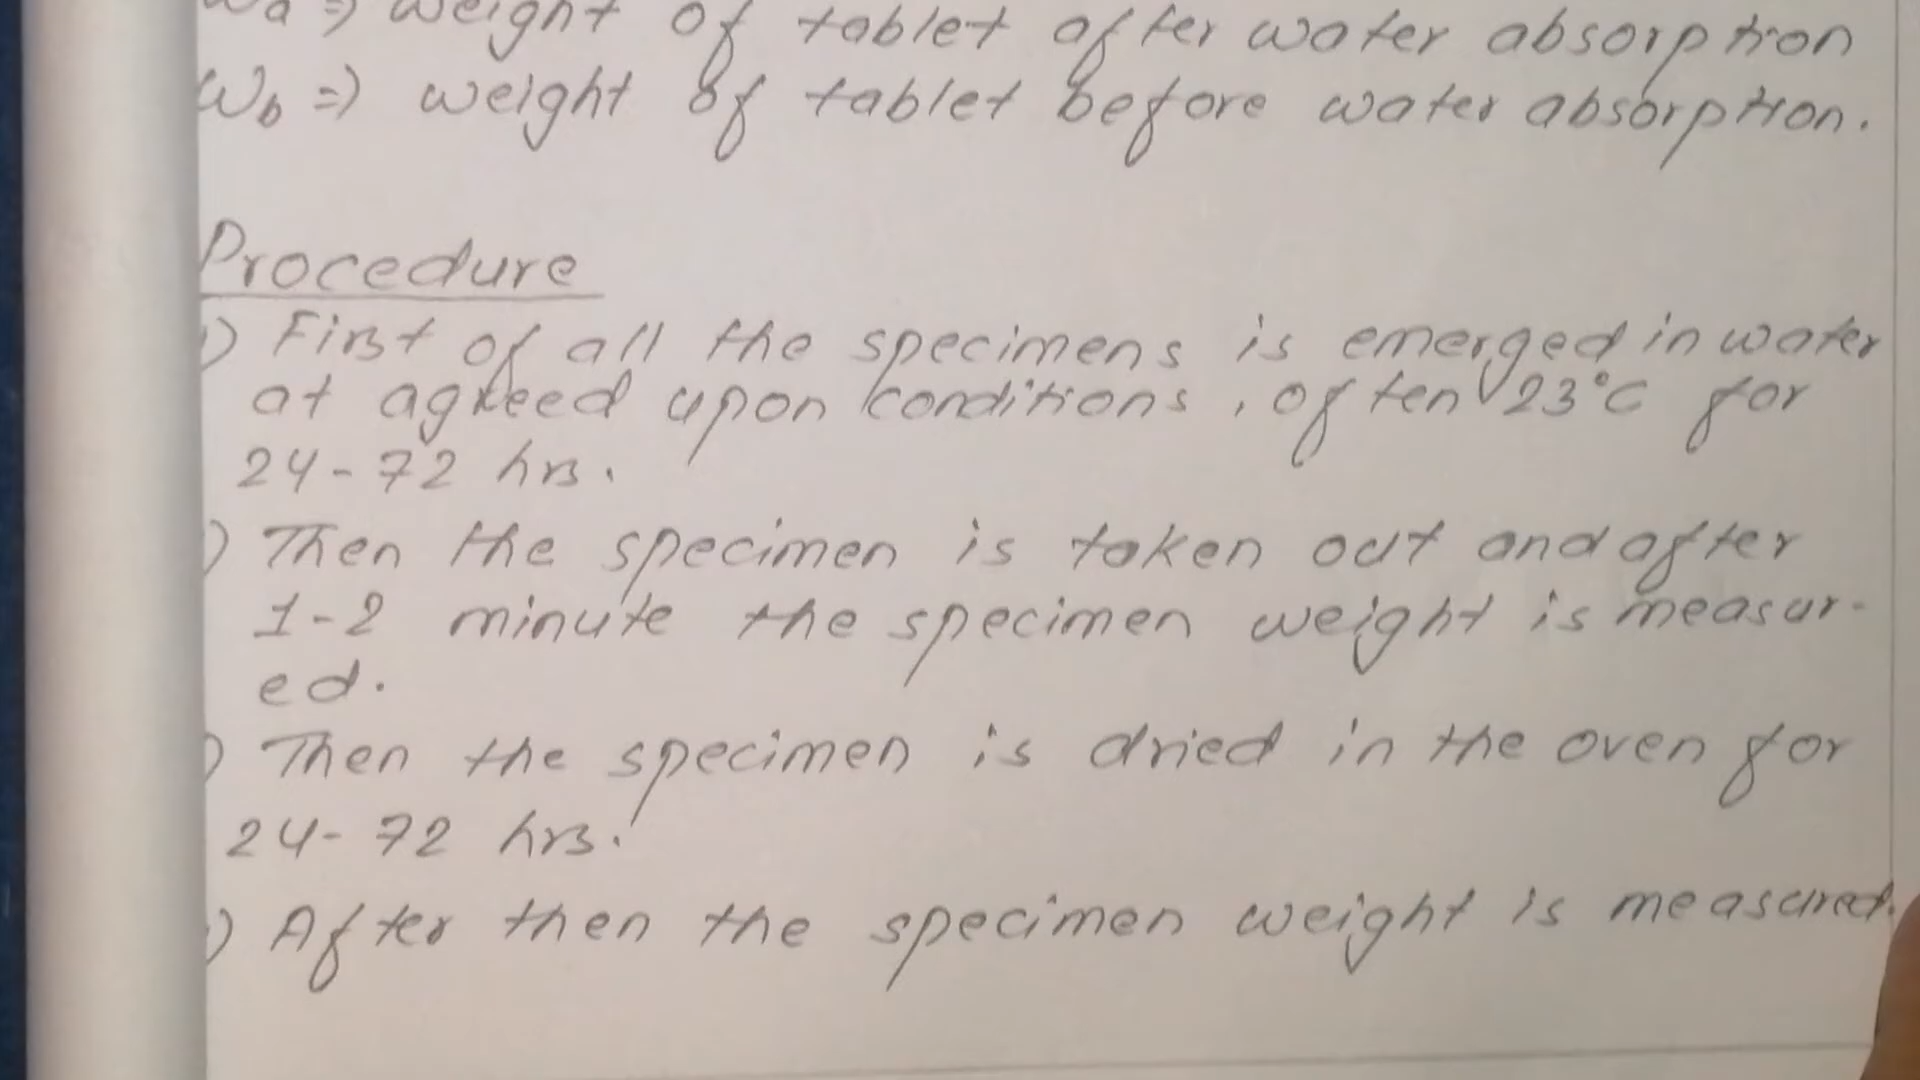 Wa => weight of tablet after water absorption
Wb => weight of tablet before water absorption.
Procedure
) First of all the specimens is emerged in water
at agreed upon conditions, often 23°C for
24-72 hrs.
) Then the specimen is taken out and after
1-2 minute the specimen weight is measur-
ed.
) Then the specimen is dried in the oven for
24-72 hrs.
) After then the specimen weight is measured.